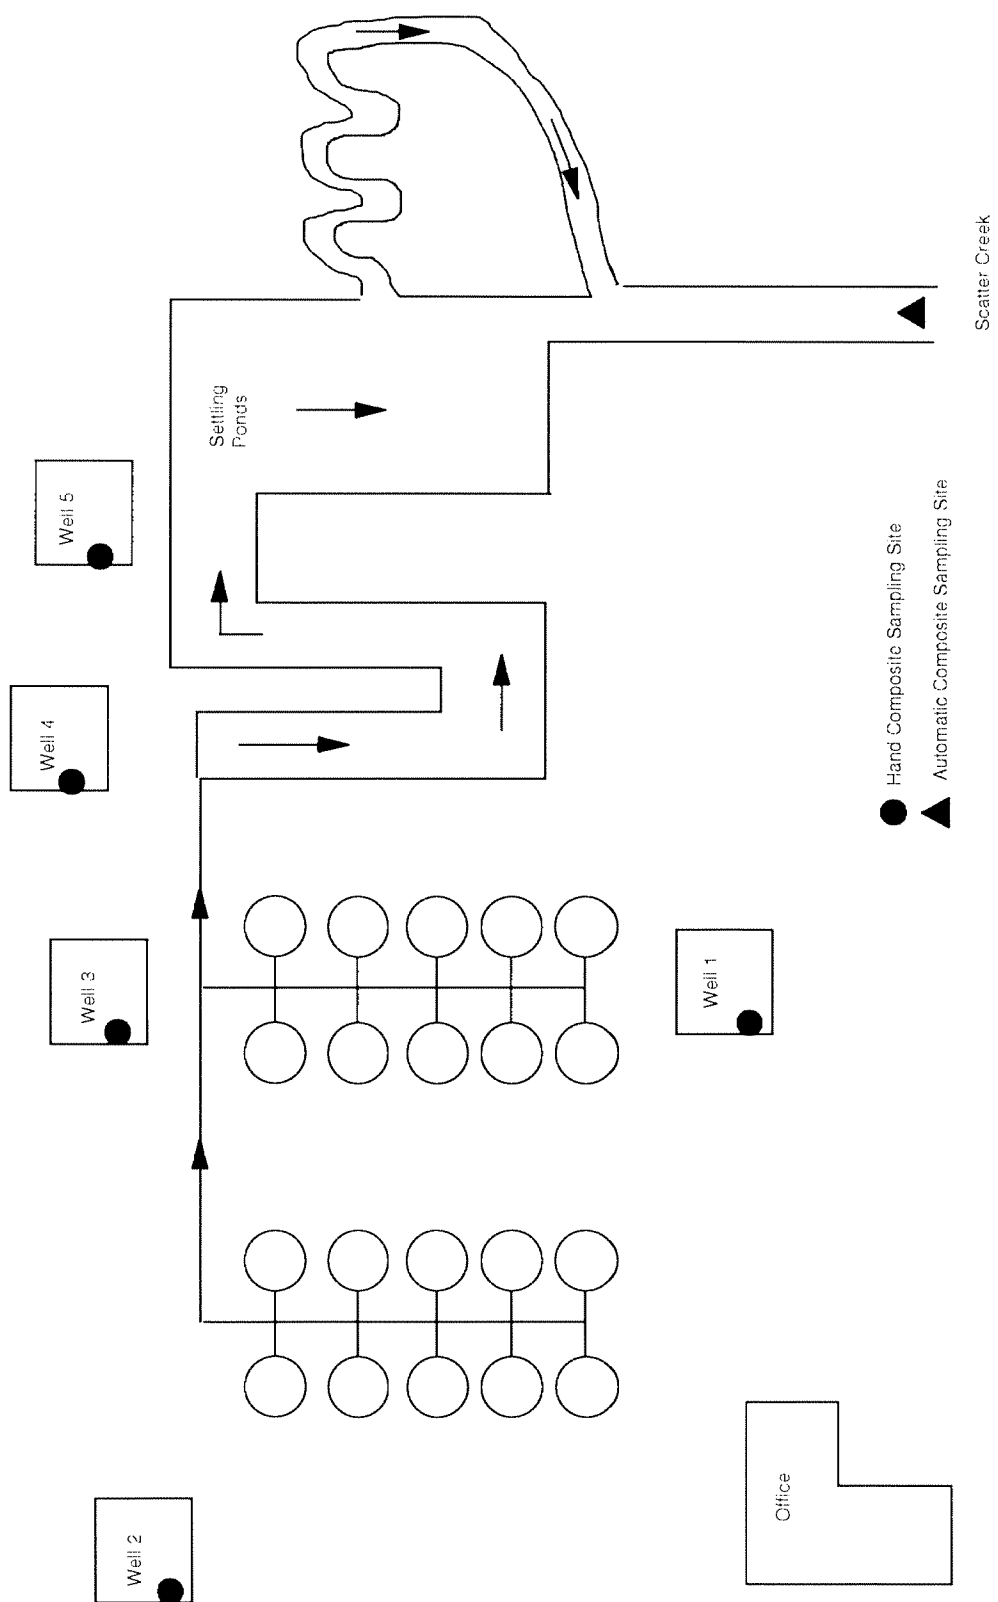 Scatter Creek
Settling
Ponds
Well 5
Well 4
Hand Composite Sampling Site
Automatic Composite Sampling Site
Well 3
Well 1
Well 2
Office